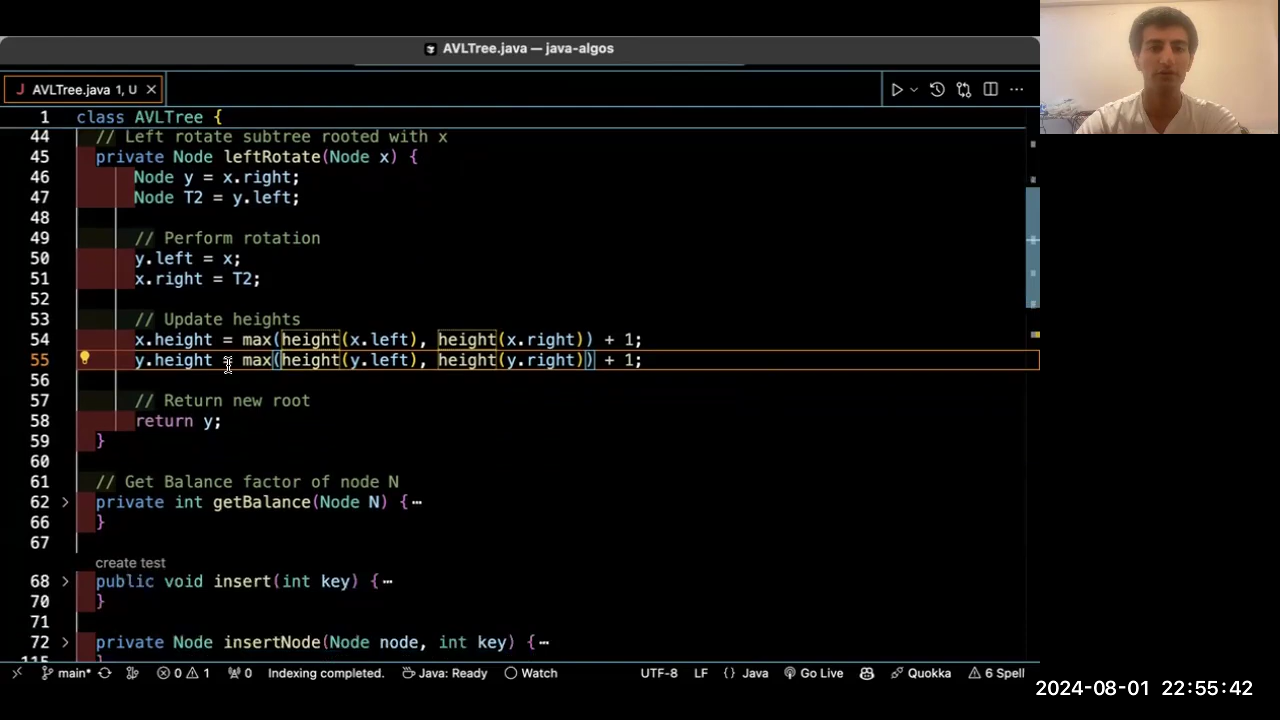 AVLTree.java — java-algos
J AVLTree.java 1, U
1 class AVLTree {
44 // Left rotate subtree rooted with x
45 private Node leftRotate(Node x) {
46 Node y = x.right;
47 Node T2 = y.left;
48
49 // Perform rotation
50 y.left = x;
51 x.right = T2;
52
53 // Update heights
54 x.height = max(height(x.left), height(x.right)) + 1;
55 y.height = max(height(y.left), height(y.right)) + 1;
56
57 // Return new root
58 return y;
59 }
60
61 // Get Balance factor of node N
62 private int getBalance(Node N) {⋯
66 }
67
create test
68 public void insert(int key) {⋯
70 }
71
72 private Node insertNode(Node node, int key) {⋯
115 }
main* 0 1 0 Indexing completed. Java: Ready Watch UTF-8 LF {} Java Go Live Quokka 6 Spell
2024-08-01 22:55:42